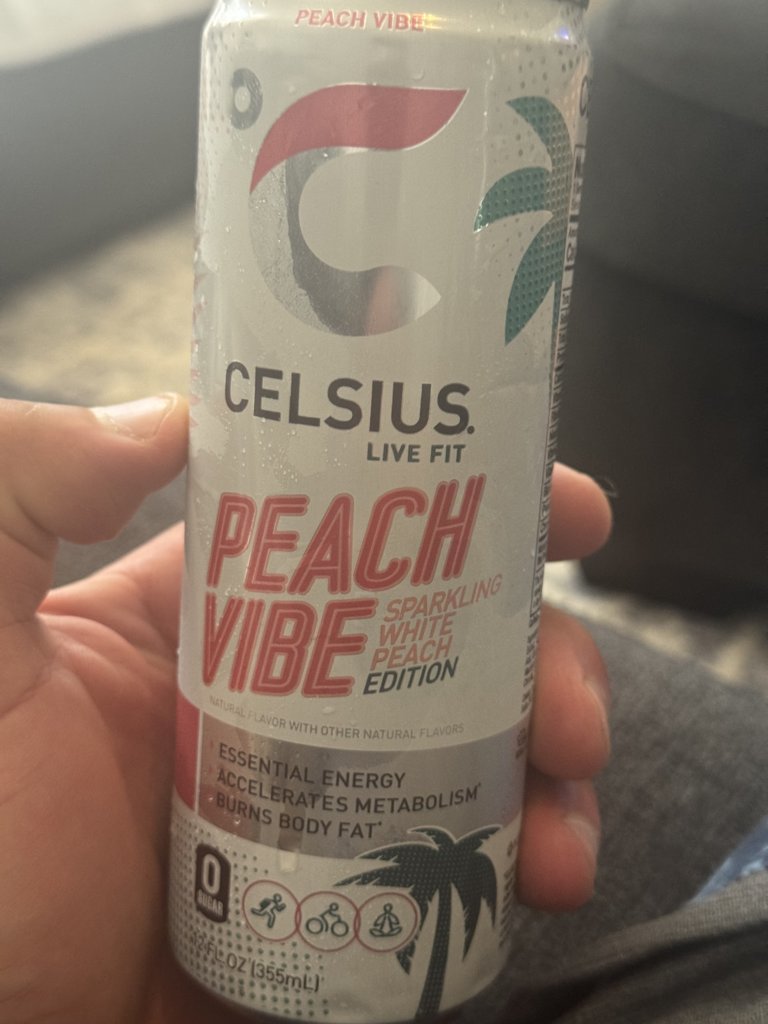 PEACH VIBE
CELSIUS.
LIVE FIT
PEACH
VIBE
SPARKLING
WHITE
PEACH
EDITION
NATURAL FLAVOR WITH OTHER NATURAL FLAVORS
ESSENTIAL ENERGY
ACCELERATES METABOLISM*
BURNS BODY FAT*
0
SUGAR
12 FL OZ (355mL)